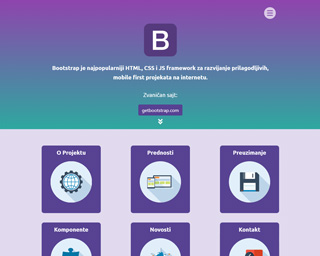 B
Bootstrap je najpopularniji HTML, CSS i JS framework za razvijanje prilagodljivih,
mobile first projekata na internetu.
Zvaničan sajt:
getbootstrap.com
O Projektu
Prednosti
Preuzimanje
Komponente
Novosti
Kontakt